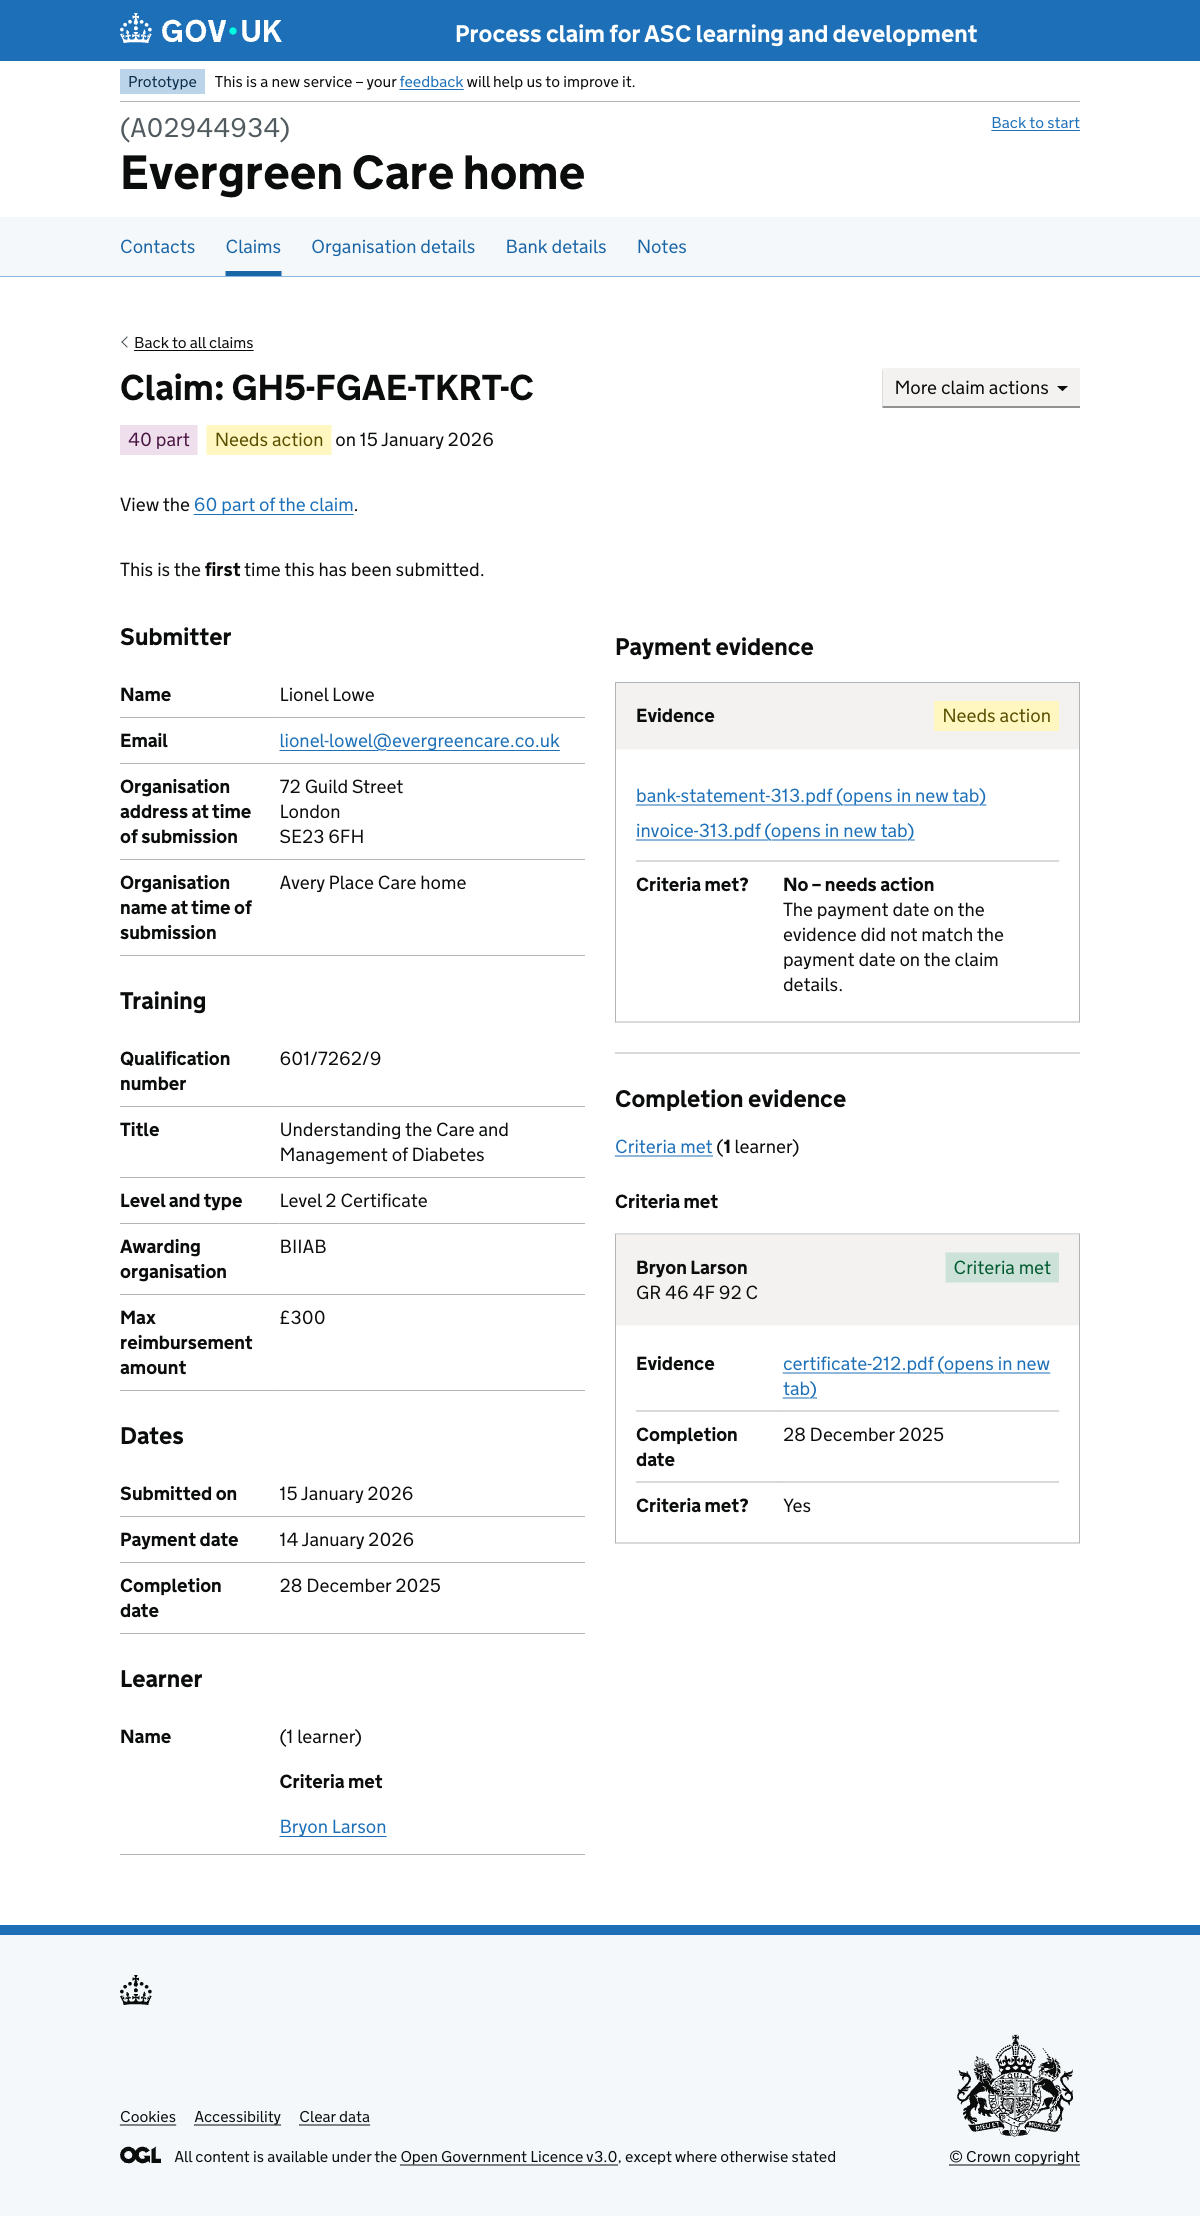 GOV·UK
Process claim for ASC learning and development
Prototype This is a new service – your feedback will help us to improve it.
(A02944934)
Back to start
Evergreen Care home
Contacts Claims Organisation details Bank details Notes
Back to all claims
Claim: GH5-FGAE-TKRT-C
More claim actions
40 part Needs action on 15 January 2026
View the 60 part of the claim.
This is the first time this has been submitted.
Submitter
Name Lionel Lowe
Email lionel-lowel@evergreencare.co.uk
Organisation address at time of submission
72 Guild Street
London
SE23 6FH
Organisation name at time of submission
Avery Place Care home
Training
Qualification number
601/7262/9
Title Understanding the Care and
Management of Diabetes
Level and type Level 2 Certificate
Awarding organisation
BIIAB
Max reimbursement amount
£300
Dates
Submitted on 15 January 2026
Payment date 14 January 2026
Completion date
28 December 2025
Learner
Name (1 learner)
Criteria met
Bryon Larson
Payment evidence
Evidence Needs action
bank-statement-313.pdf (opens in new tab)
invoice-313.pdf (opens in new tab)
Criteria met? No – needs action
The payment date on the
evidence did not match the
payment date on the claim
details.
Completion evidence
Criteria met (1 learner)
Criteria met
Bryon Larson Criteria met
GR 46 4F 92 C
Evidence certificate-212.pdf (opens in new
tab)
Completion date
28 December 2025
Criteria met? Yes
Cookies Accessibility Clear data
OGL All content is available under the Open Government Licence v3.0, except where otherwise stated
© Crown copyright